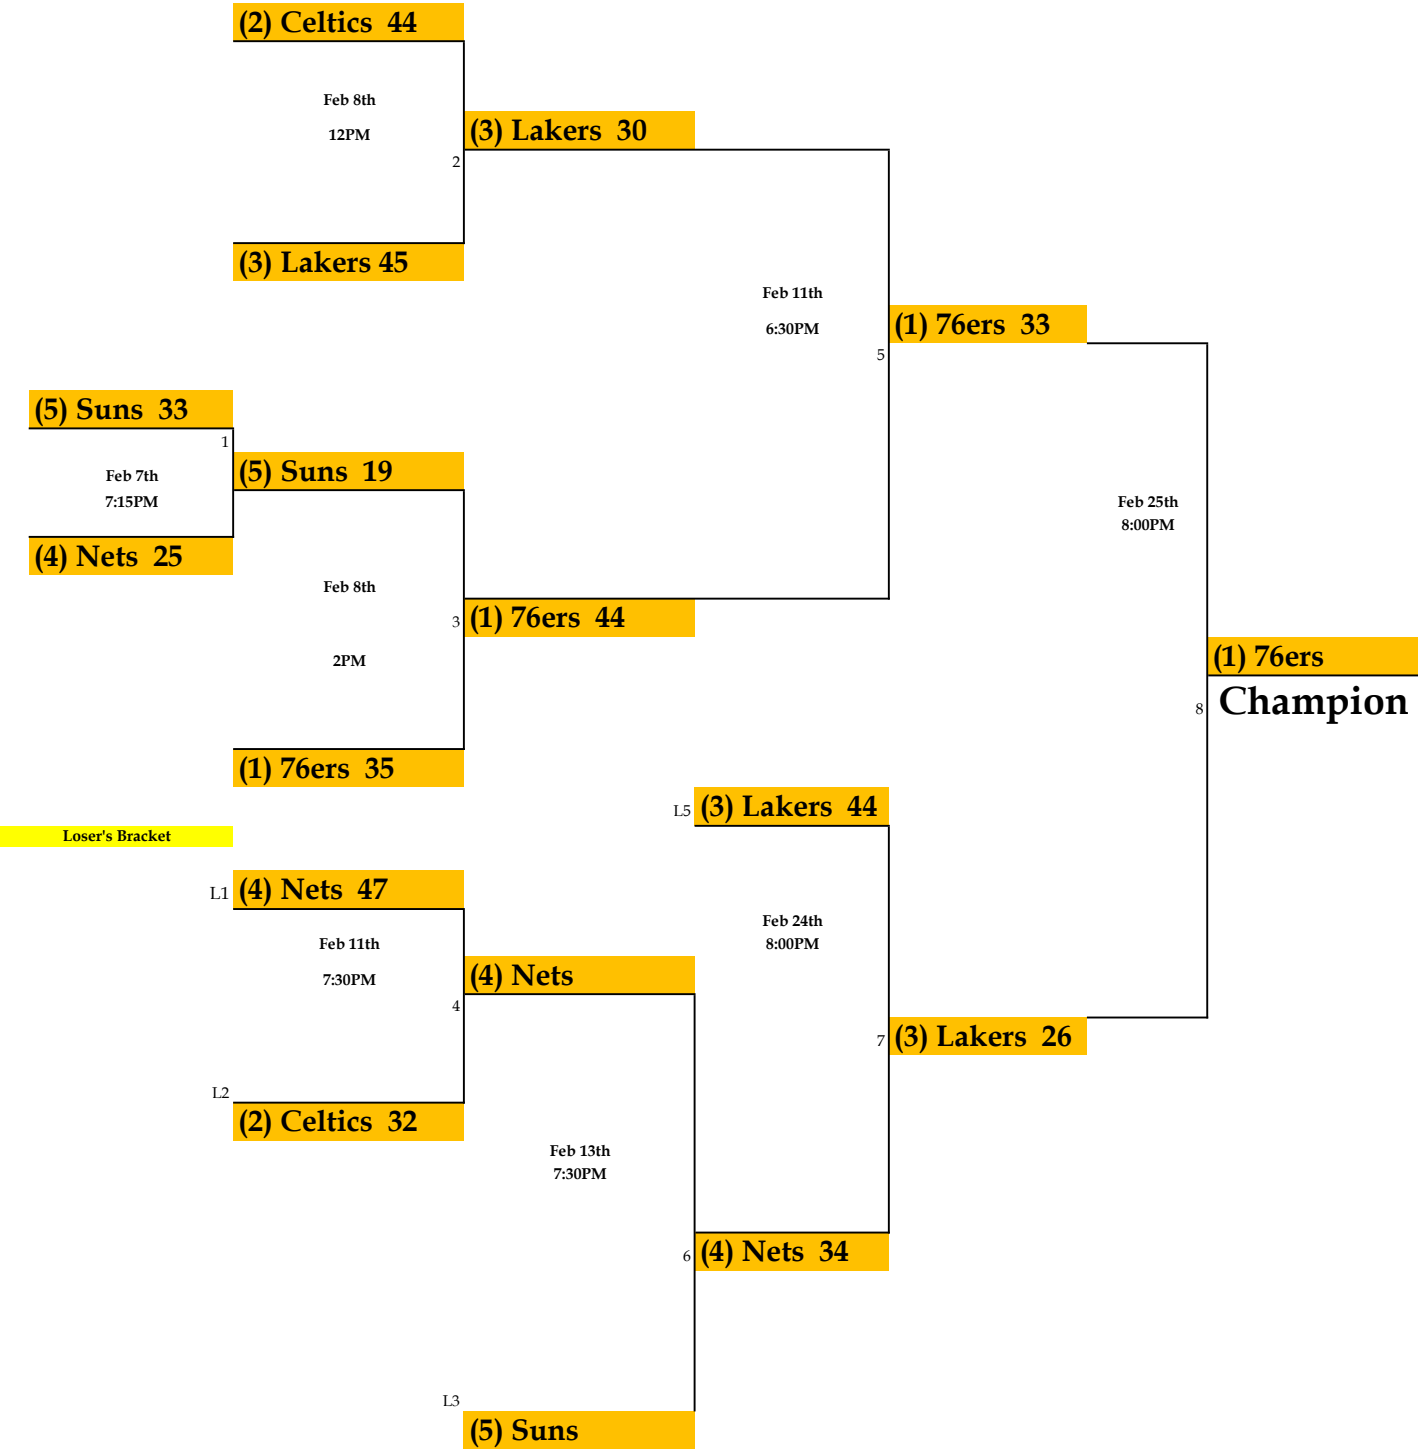 (2) Celtics  44
Feb 8th
12PM
(3) Lakers  30
2
(3) Lakers 45
Feb 11th
6:30PM
(1) 76ers  33
5
(5) Suns  33
1
Feb 7th
7:15PM
(5) Suns  19
(4) Nets  25
Feb 25th
8:00PM
Feb 8th
(1) 76ers  44
3
2PM
(1) 76ers
Champion
8
(1) 76ers  35
L5
(3) Lakers  44
Loser's Bracket
L1
(4) Nets  47
Feb 11th
7:30PM
Feb 24th
8:00PM
(4) Nets
4
(3) Lakers  26
7
L2
(2) Celtics  32
Feb 13th
7:30PM
(4) Nets  34
6
L3
(5) Suns